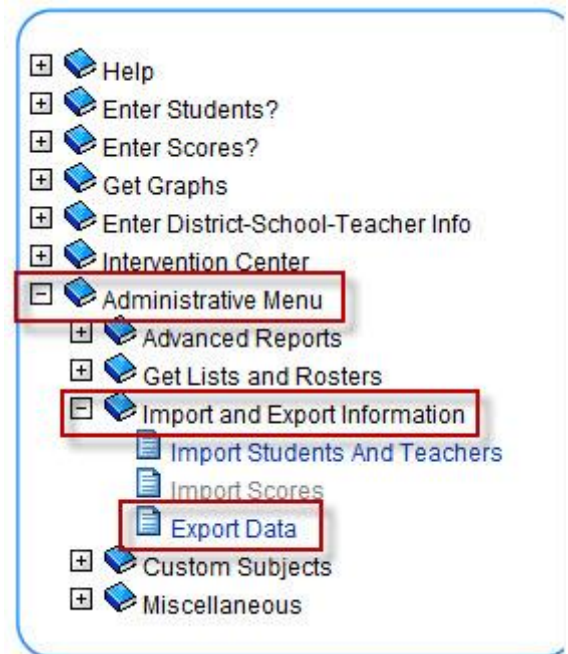 Help
Enter Students?
Enter Scores?
Get Graphs
Enter District-School-Teacher Info
Intervention Center
Administrative Menu
Advanced Reports
Get Lists and Rosters
Import and Export Information
Import Students And Teachers
Import Scores
Export Data
Custom Subjects
Miscellaneous